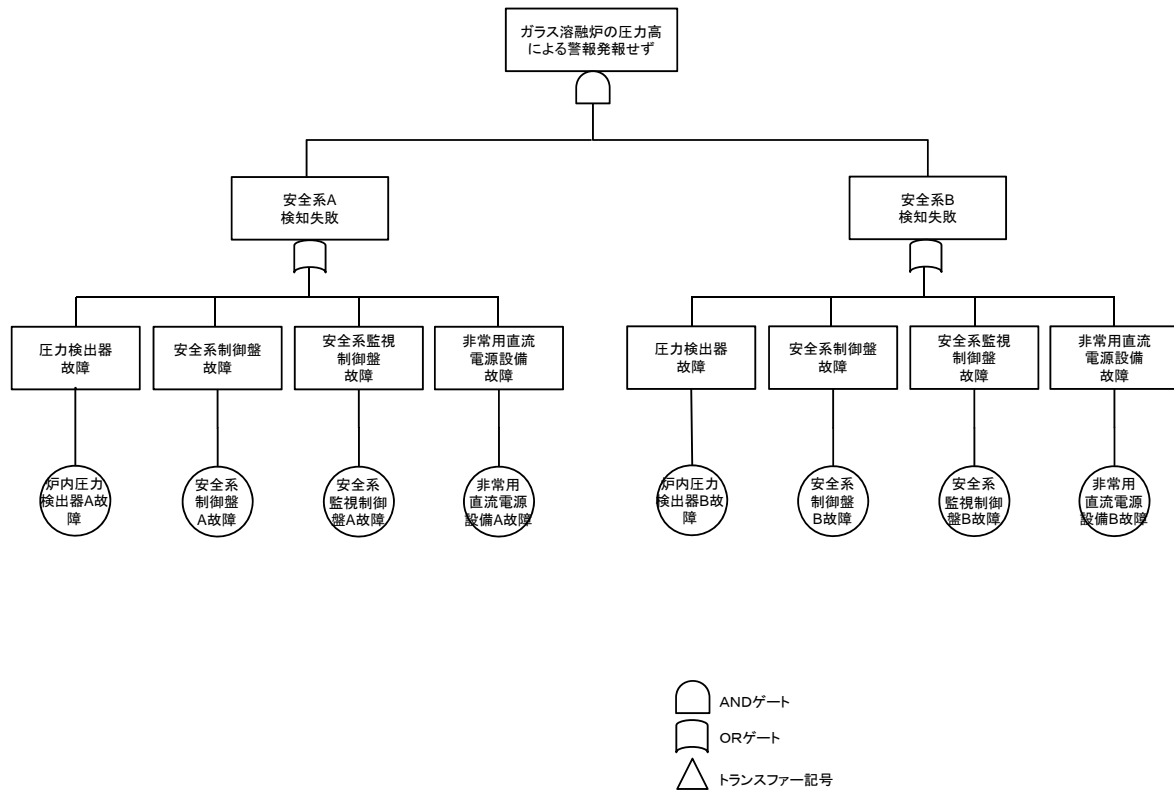 ガラス溶融炉の圧力高
による警報発報せず
安全系A
検知失敗
安全系B
検知失敗
圧力検出器
故障
安全系制御盤
故障
安全系監視
制御盤
故障
非常用直流
電源設備
故障
圧力検出器
故障
安全系制御盤
故障
安全系監視
制御盤
故障
非常用直流
電源設備
故障
炉内圧力
検出器A故
障
安全系
制御盤
A故障
安全系
監視制御
盤A故障
非常用
直流電源
設備A故障
炉内圧力
検出器B故
障
安全系
制御盤
B故障
安全系
監視制御
盤B故障
非常用
直流電源
設備B故障
ANDゲート
ORゲート
トランスファー記号